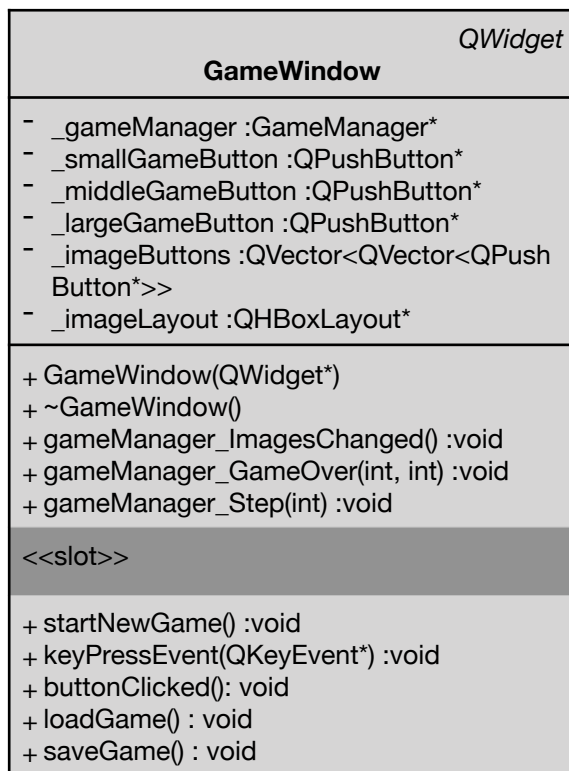 QWidget
GameWindow
- _gameManager :GameManager*
- _smallGameButton :QPushButton*
- _middleGameButton :QPushButton*
- _largeGameButton :QPushButton*
- _imageButtons :QVector<QVector<QPush
Button*>>
- _imageLayout :QHBoxLayout*
+ GameWindow(QWidget*)
+ ~GameWindow()
+ gameManager_ImagesChanged() :void
+ gameManager_GameOver(int, int) :void
+ gameManager_Step(int) :void
<<slot>>
+ startNewGame() :void
+ keyPressEvent(QKeyEvent*) :void
+ buttonClicked(): void
+ loadGame() : void
+ saveGame() : void